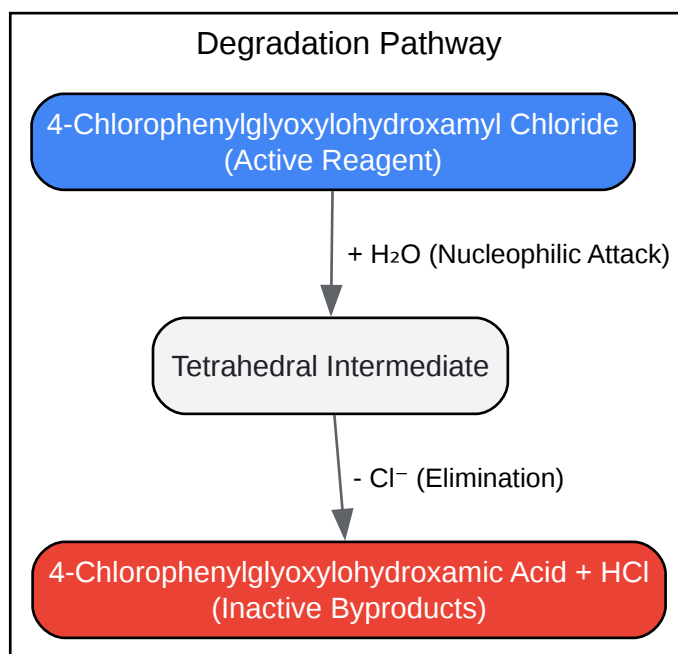 Degradation Pathway
4-Chlorophenylglyoxylohydroxamyl Chloride
(Active Reagent)
+ H₂O (Nucleophilic Attack)
Tetrahedral Intermediate
- Cl⁻ (Elimination)
4-Chlorophenylglyoxylohydroxamic Acid + HCl
(Inactive Byproducts)